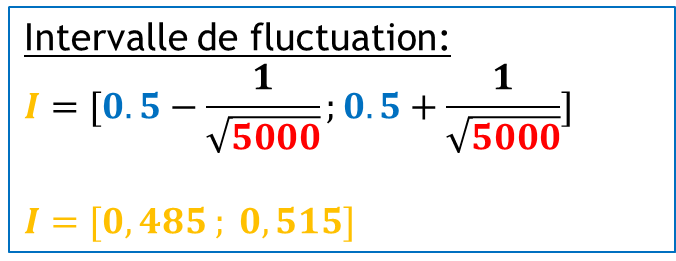 Intervalle de fluctuation:
I = [0.5 − 1/√5000 ; 0.5 + 1/√5000]
I = [0,485 ; 0,515]